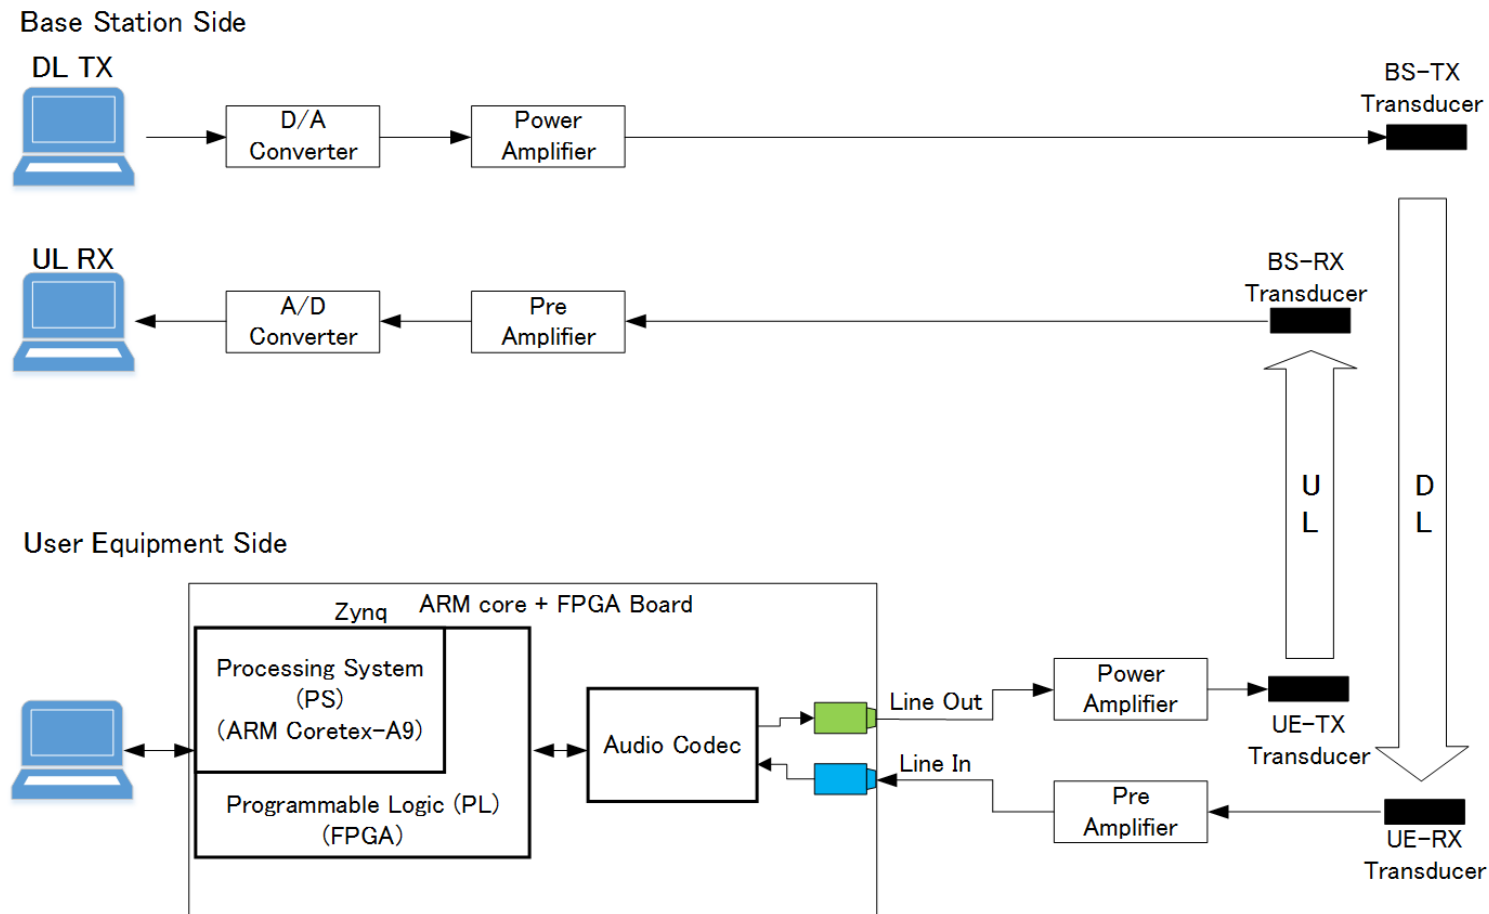 Base Station Side
DL TX
D/A
Converter
Power
Amplifier
BS-TX
Transducer
UL RX
A/D
Converter
Pre
Amplifier
BS-RX
Transducer
U
L
D
L
User Equipment Side
ARM core + FPGA Board
Zynq
Processing System
(PS)
(ARM Coretex-A9)
Programmable Logic (PL)
(FPGA)
Audio Codec
Line Out
Line In
Power
Amplifier
UE-TX
Transducer
Pre
Amplifier
UE-RX
Transducer